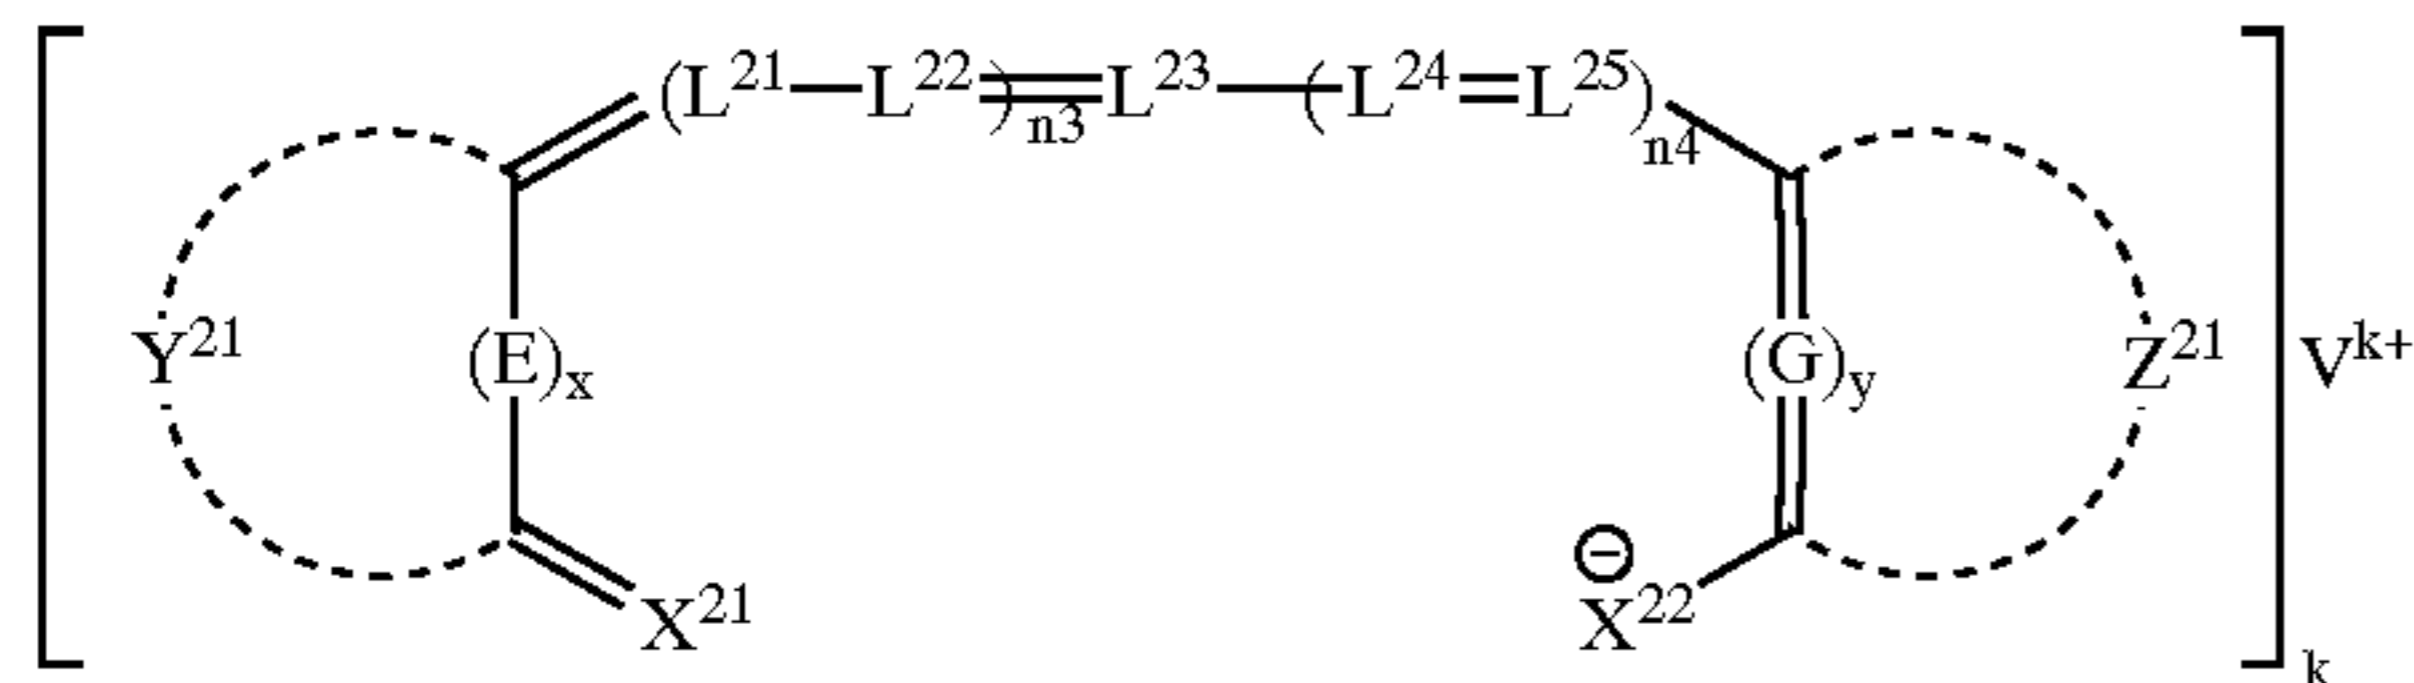 (L²¹—L²²)n3=L²³—(L²⁴=L²⁵)n4
Y²¹ (E)x (G)y Z²¹ Vᵏ⁺
⊖
X²¹ X²² k